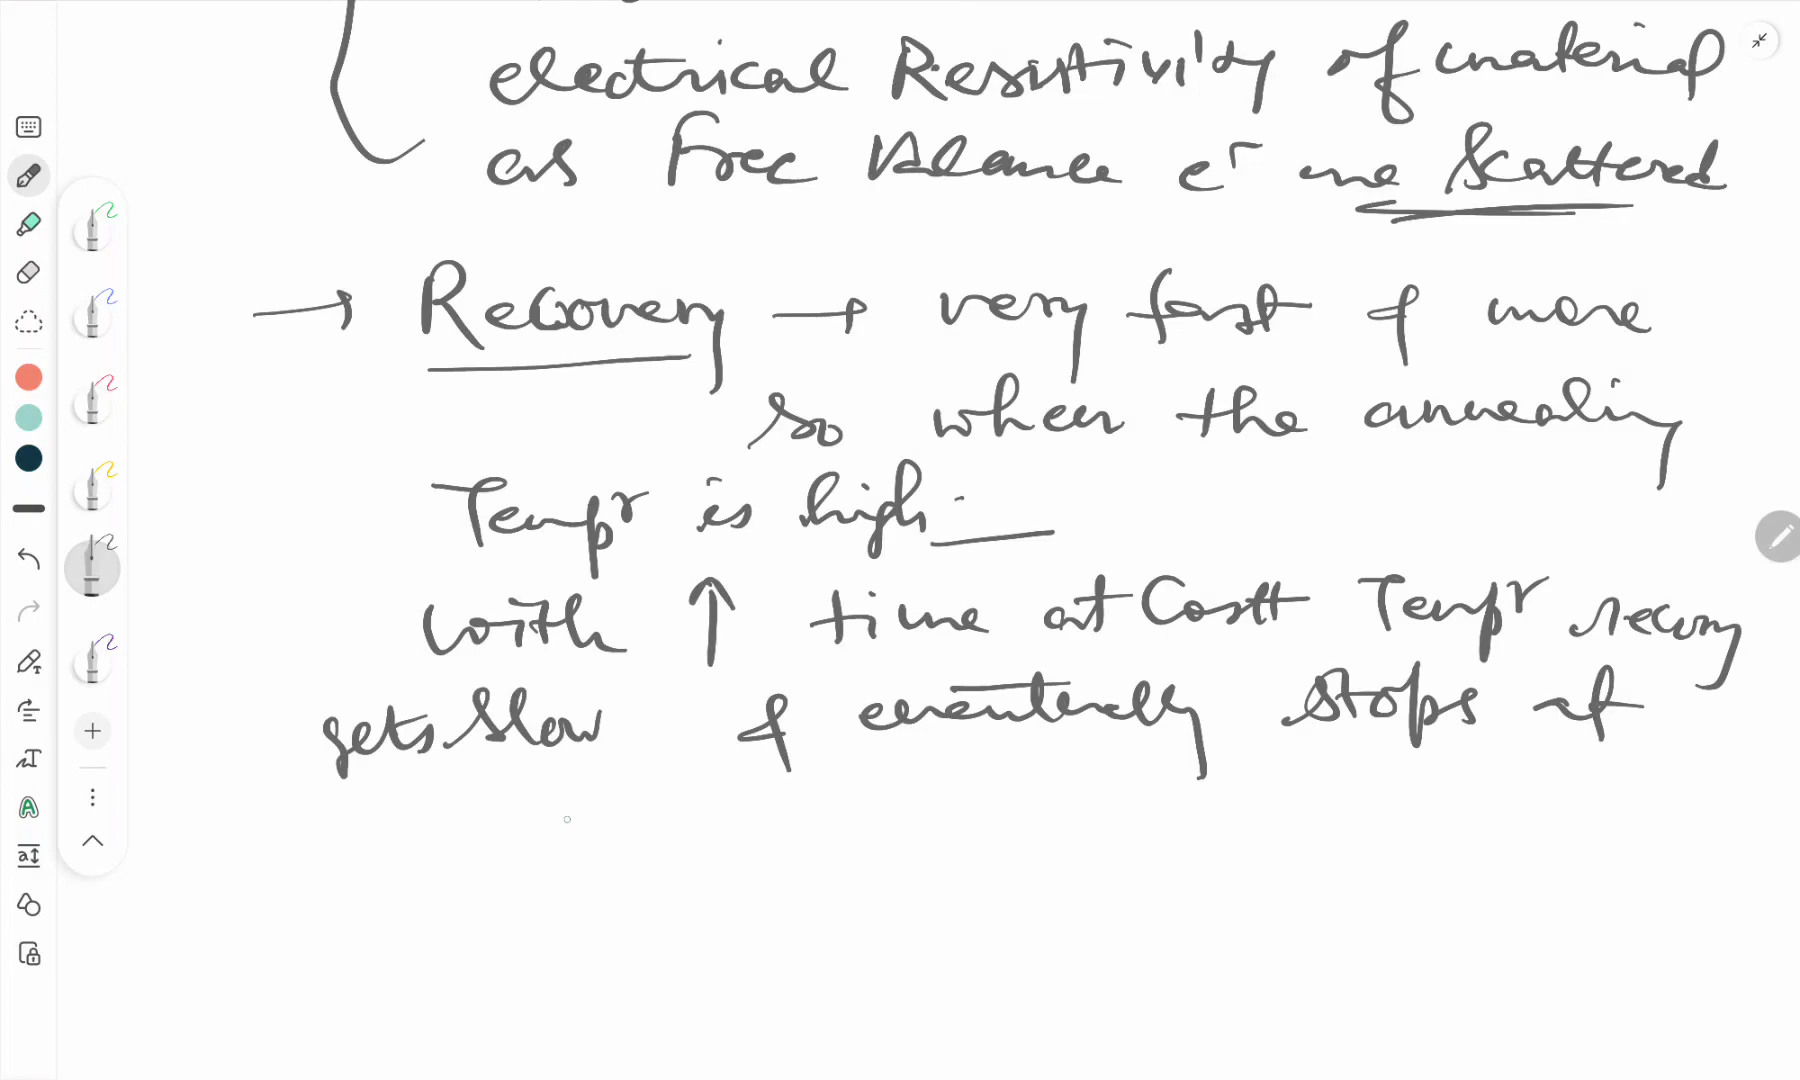 electrical Resistivity of material
as Free Valance e⁻ are Scattered
→ Recovery → very fast & more
so when the annealing
Tempr is high.
with ↑ time at Costt Tempr recovery
gets slow & eventually stops at